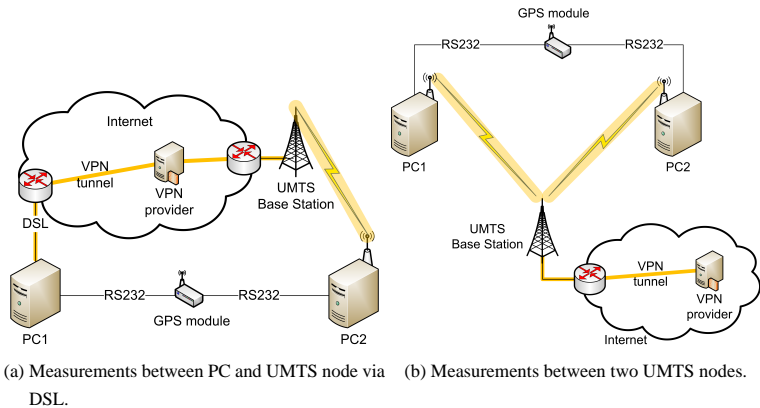 Internet
VPN
tunnel
VPN
provider
UMTS
Base Station
DSL
RS232
RS232
GPS module
PC1
PC2
(a) Measurements between PC and UMTS node via
DSL.
GPS module
RS232
RS232
PC1
PC2
UMTS
Base Station
VPN
tunnel
VPN
provider
Internet
(b) Measurements between two UMTS nodes.